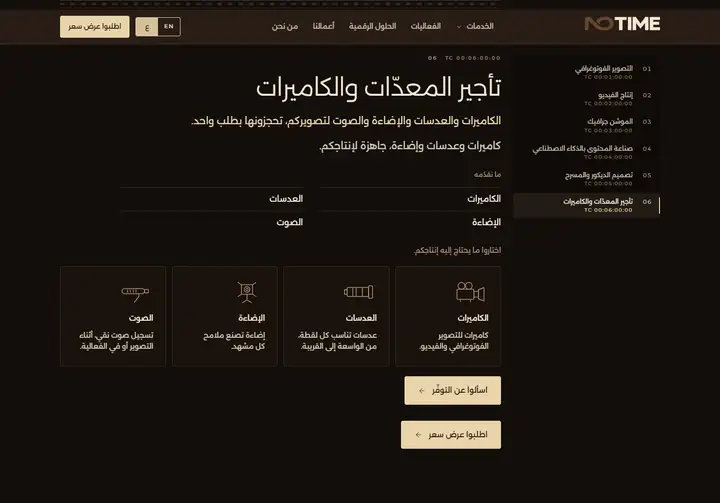 NOTIME
الخدمات
الفعاليات
الحلول الرقمية
أعمالنا
من نحن
EN
ع
اطلبوا عرض سعر
01 التصوير الفوتوغرافي
TC 00:01:00:00
02 إنتاج الفيديو
TC 00:02:00:00
03 الموشن جرافيك
TC 00:03:00:00
04 صناعة المحتوى بالذكاء الاصطناعي
TC 00:04:00:00
05 تصميم الديكور والمسرح
TC 00:05:00:00
06 تأجير المعدّات والكاميرات
TC 00:06:00:00
06 TC 00:06:00:00
تأجير المعدّات والكاميرات
الكاميرات والعدسات والإضاءة والصوت لتصويركم، تحجزونها بطلب واحد.
كاميرات وعدسات وإضاءة، جاهزة لإنتاجكم.
ما نقدّمه
الكاميرات
العدسات
الإضاءة
الصوت
اختاروا ما يحتاج إليه إنتاجكم.
الكاميرات
كاميرات للتصوير
الفوتوغرافي والفيديو.
العدسات
عدسات تناسب كل لقطة،
من الواسعة إلى القريبة.
الإضاءة
إضاءة تصنع ملامح
كل مشهد.
الصوت
تسجيل صوت نقي، أثناء
التصوير أو في الفعالية.
اسألوا عن التوفّر ←
اطلبوا عرض سعر ←